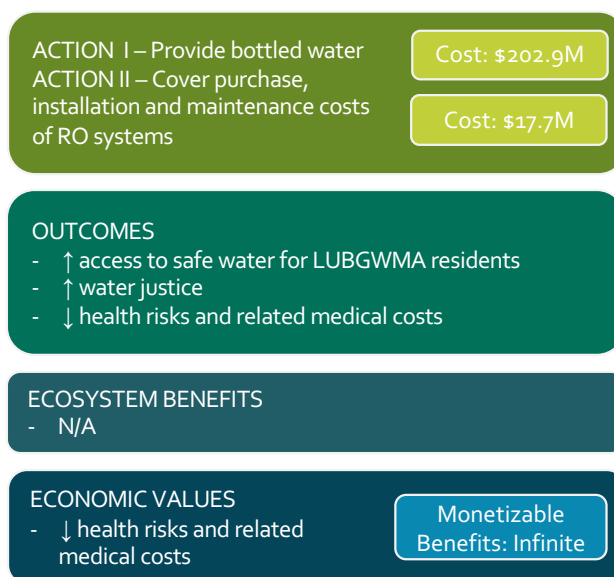 ACTION I – Provide bottled water
ACTION II – Cover purchase,
installation and maintenance costs
of RO systems
Cost: $202.9M
Cost: $17.7M
OUTCOMES
- ↑ access to safe water for LUBGWMA residents
- ↑ water justice
- ↓ health risks and related medical costs
ECOSYSTEM BENEFITS
- N/A
ECONOMIC VALUES
- ↓ health risks and related
medical costs
Monetizable
Benefits: Infinite